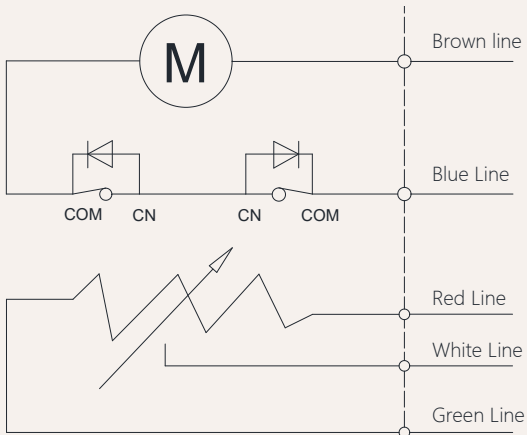 M
Brown line
Blue Line
COM CN CN COM
Red Line
White Line
Green Line